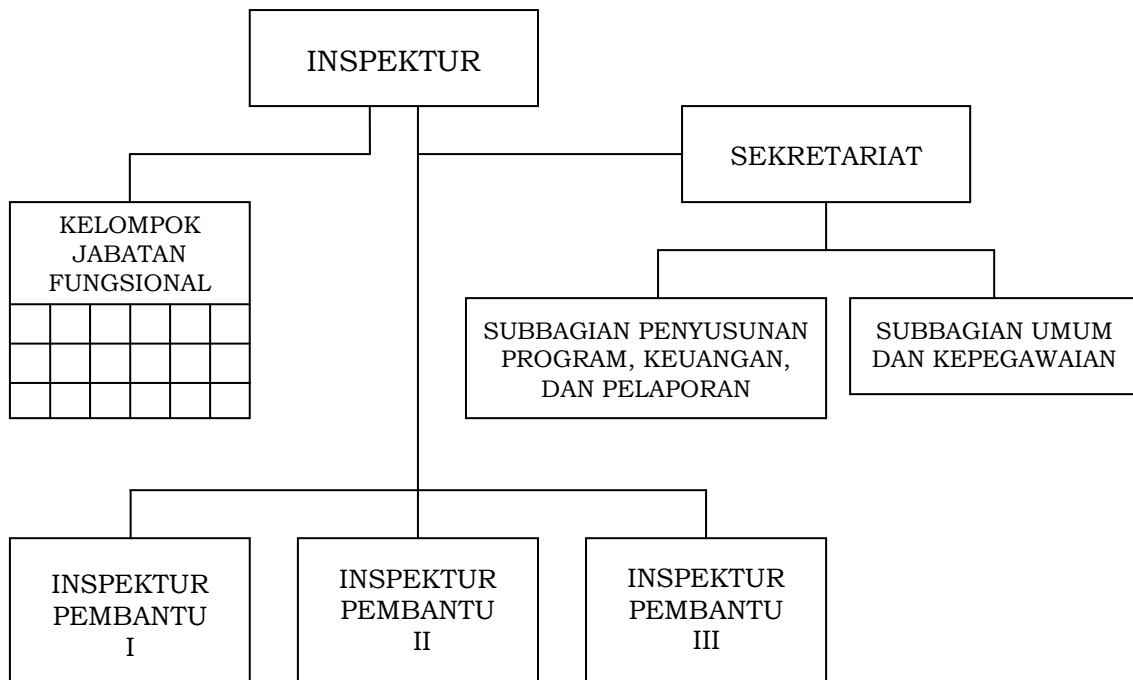 INSPEKTUR
SEKRETARIAT
KELOMPOK
JABATAN
FUNGSIONAL
SUBBAGIAN PENYUSUNAN
PROGRAM, KEUANGAN,
DAN PELAPORAN
SUBBAGIAN UMUM
DAN KEPEGAWAIAN
INSPEKTUR
PEMBANTU
I
INSPEKTUR
PEMBANTU
II
INSPEKTUR
PEMBANTU
III